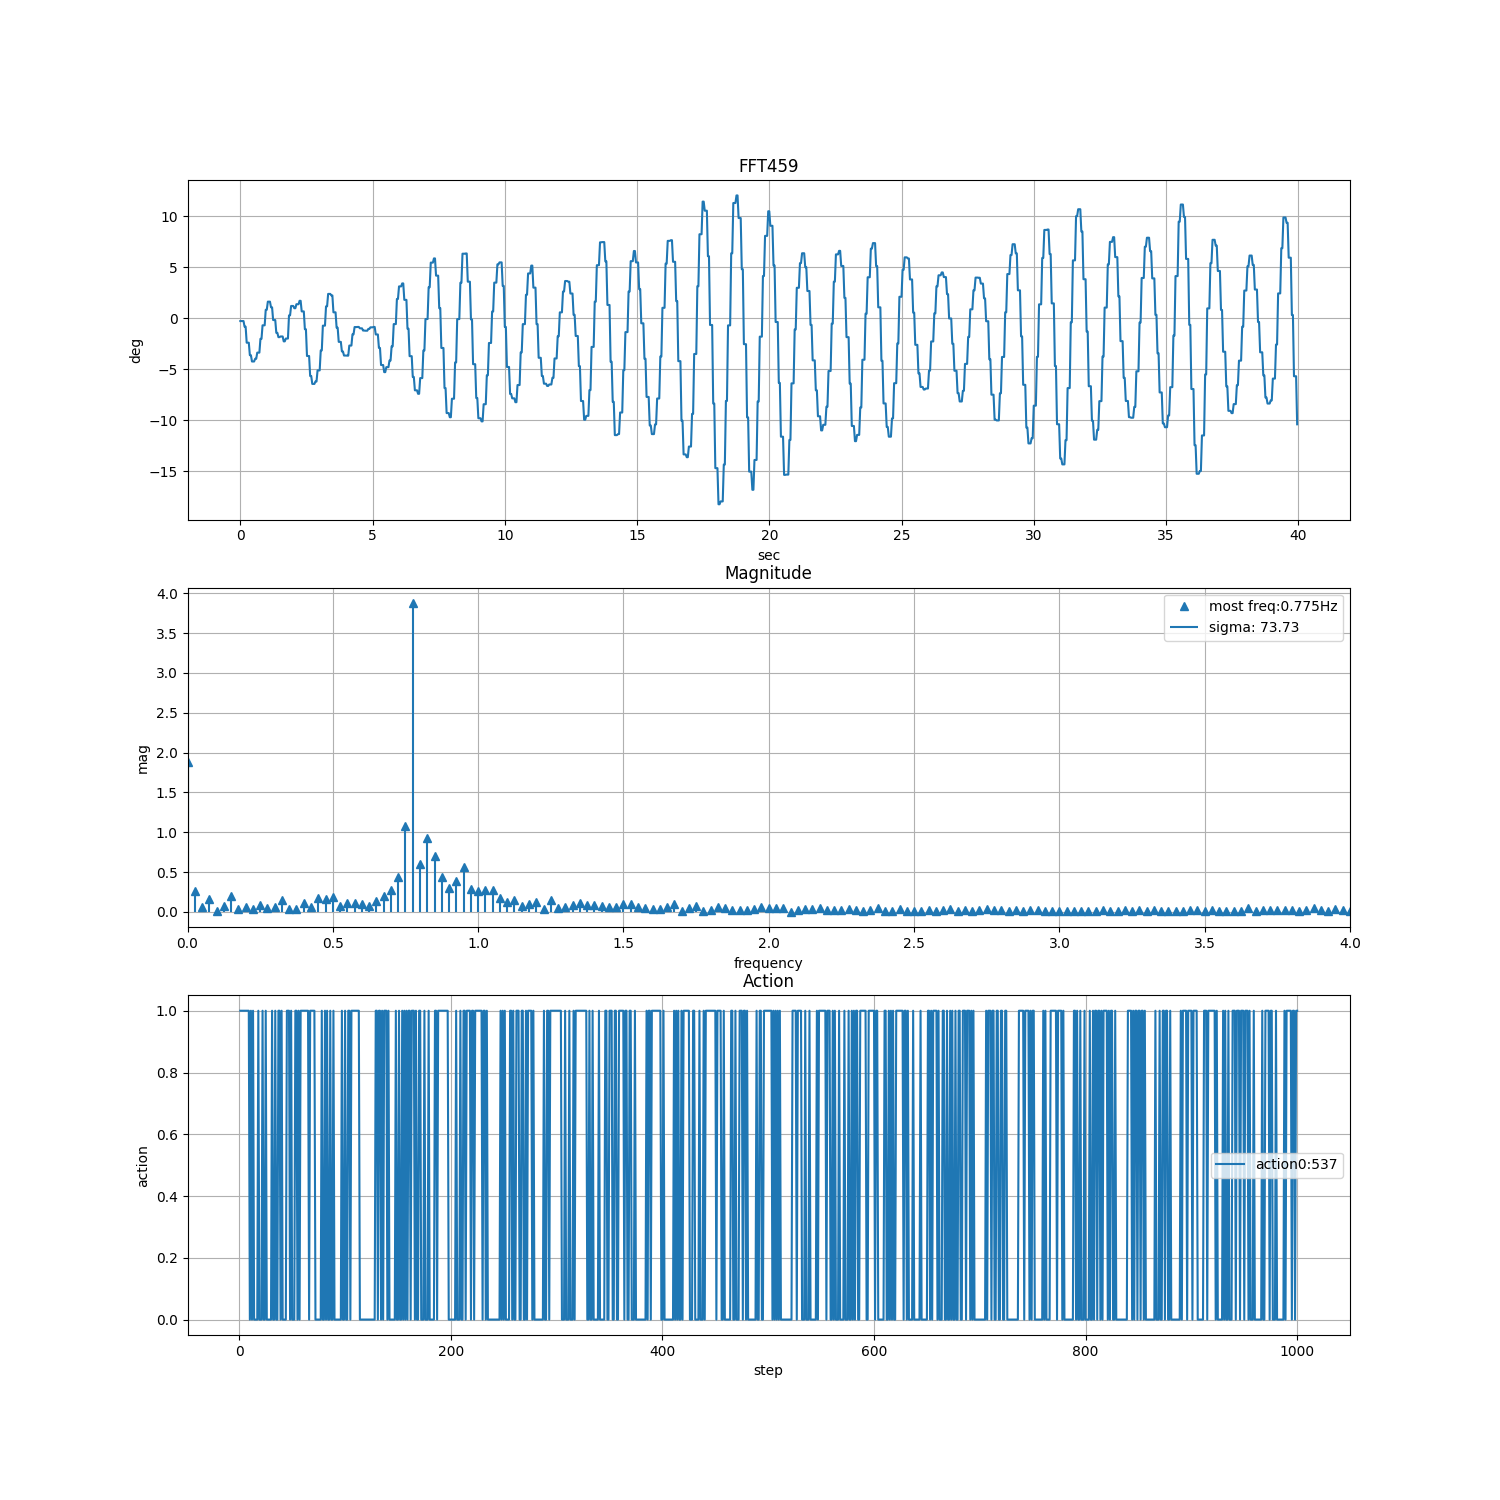 FFT459
10
5
0
−5
−10
−15
deg
0 5 10 15 20 25 30 35 40
sec
Magnitude
4.0
3.5
3.0
2.5
2.0
1.5
1.0
0.5
0.0
mag
most freq:0.775Hz
sigma: 73.73
0.0 0.5 1.0 1.5 2.0 2.5 3.0 3.5 4.0
frequency
Action
1.0
0.8
0.6
0.4
0.2
0.0
action
action0:537
0 200 400 600 800 1000
step